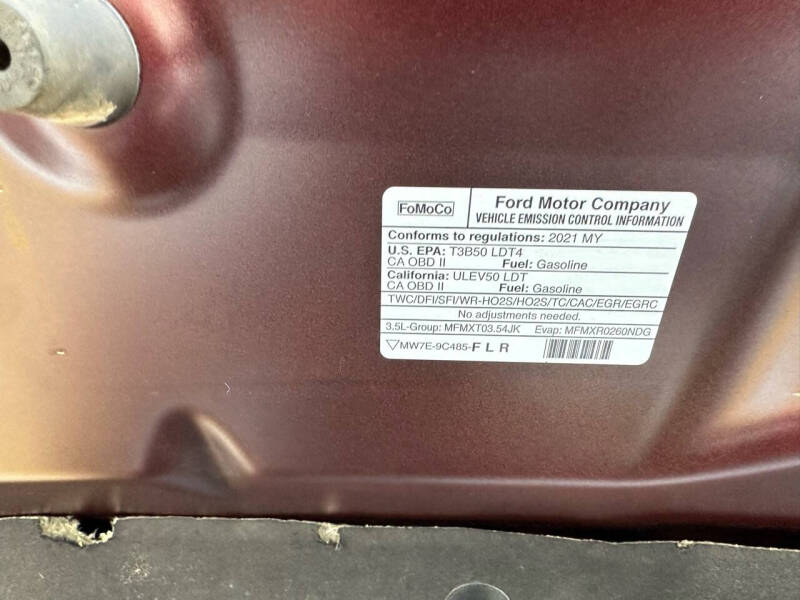 FoMoCo
Ford Motor Company
VEHICLE EMISSION CONTROL INFORMATION
Conforms to regulations: 2021 MY
U.S. EPA: T3B50 LDT4
CA OBD II Fuel: Gasoline
California: ULEV50 LDT
CA OBD II Fuel: Gasoline
TWC/DFI/SFI/WR-HO2S/HO2S/TC/CAC/EGR/EGRC
No adjustments needed.
3.5L-Group: MFMXT03.54JK Evap: MFMXR0260NDG
▽MW7E-9C485-F L R